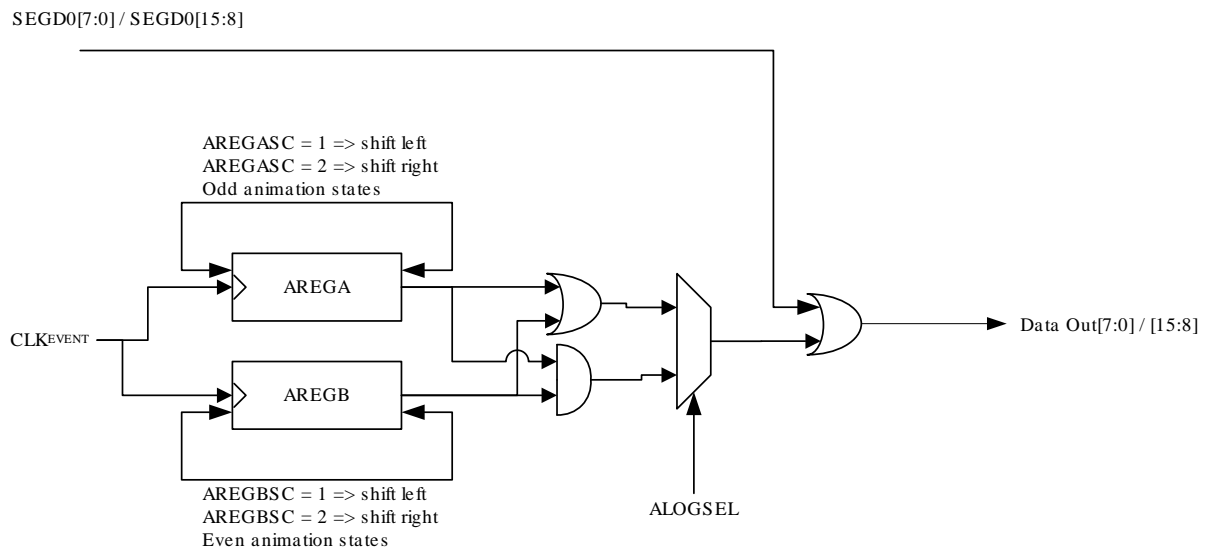 SEGD0[7:0] / SEGD0[15:8]
AREGASC = 1 => shift left
AREGASC = 2 => shift right
Odd animation states
AREGA
CLKEVENT
Data Out[7:0] / [15:8]
AREGB
AREGBSC = 1 => shift left
AREGBSC = 2 => shift right
Even animation states
ALOGSEL